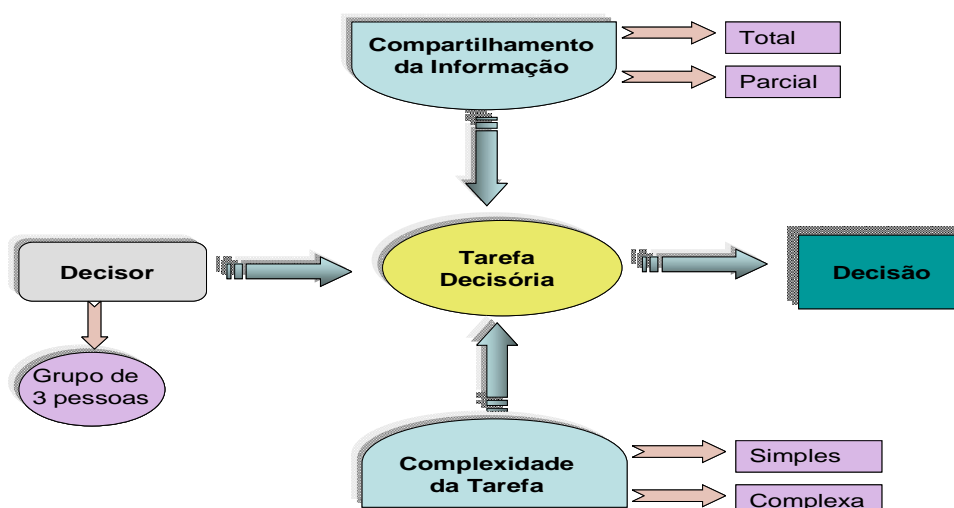 Compartilhamento
da Informação
Total
Parcial
Decisor
Tarefa
Decisória
Decisão
Grupo de
3 pessoas
Complexidade
da Tarefa
Simples
Complexa